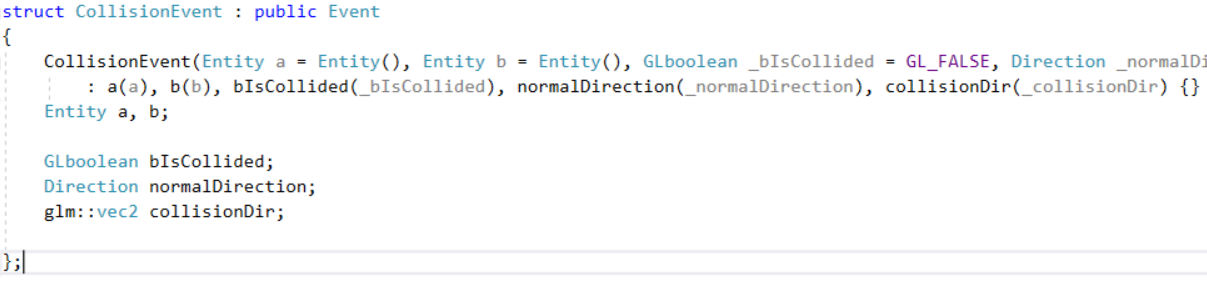 struct CollisionEvent : public Event
{
CollisionEvent(Entity a = Entity(), Entity b = Entity(), GLboolean _bIsCollided = GL_FALSE, Direction
: a(a), b(b), bIsCollided(_bIsCollided), normalDirection(_normalDirection), collisionDir(_collisionDir) {}
Entity a, b;
GLboolean bIsCollided;
Direction normalDirection;
glm::vec2 collisionDir;
};